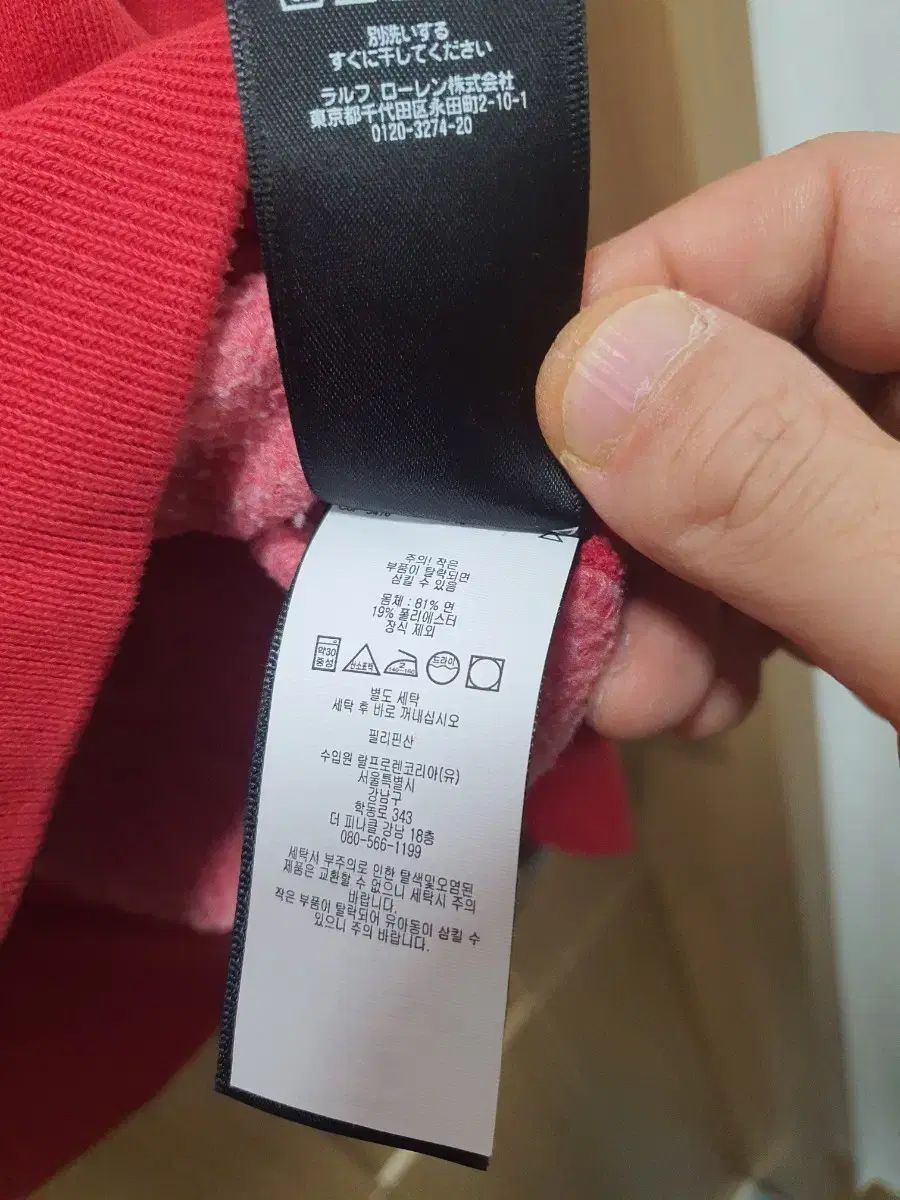 別洗いする
すぐに干してください
ラルフ ローレン株式会社
東京都千代田区永田町2-10-1
0120-3274-20
주의! 작은
부품이 탈락되면
삼킬 수 있음
몸체 : 81% 면
19% 폴리에스터
장식 제외
약30
중성
산소표백
2
140~160
드라이
별도 세탁
세탁 후 바로 꺼내십시오
필리핀산
수입원 랄프로렌코리아(유)
서울특별시
강남구
학동로 343
더 피나클 강남 18층
080-566-1199
세탁시 부주의로 인한 탈색및오염된
제품은 교환할 수 없으니 세탁시 주의
바랍니다.
작은 부품이 탈락되어 유아동이 삼킬 수
있으니 주의 바랍니다.